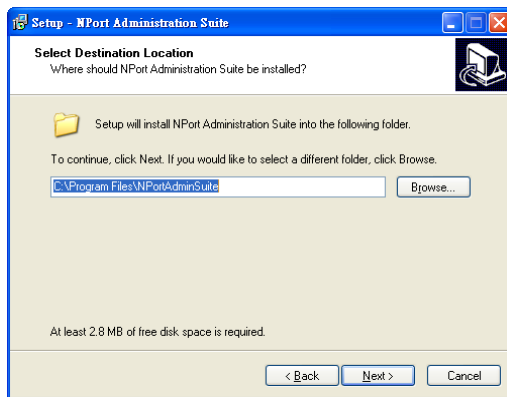 Setup - NPort Administration Suite
Select Destination Location
Where should NPort Administration Suite be installed?
Setup will install NPort Administration Suite into the following folder.
To continue, click Next. If you would like to select a different folder, click Browse.
C:\Program Files\NPortAdminSuite
Browse...
At least 2.8 MB of free disk space is required.
< Back
Next >
Cancel